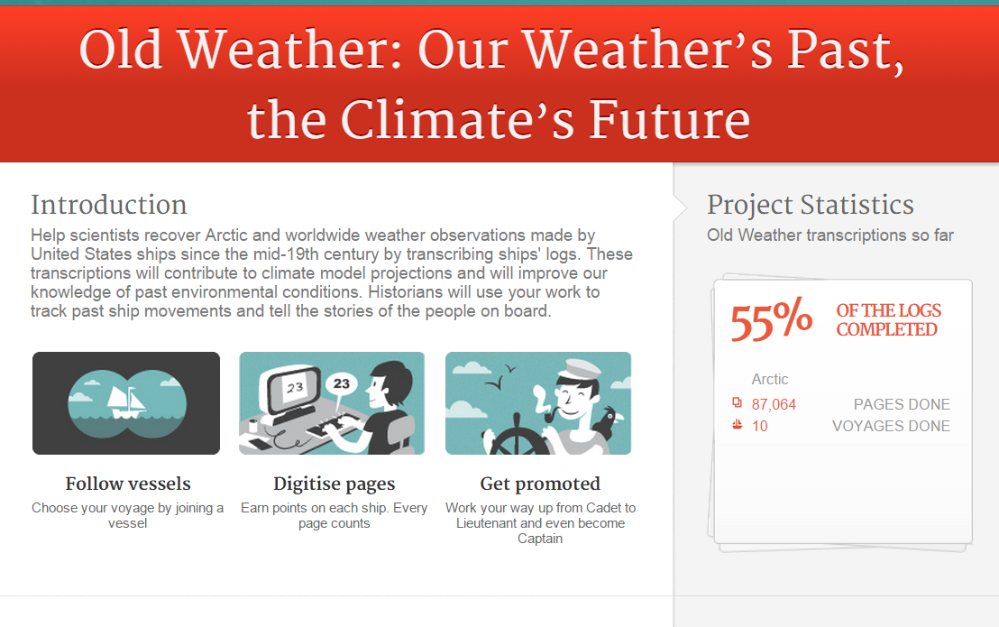 Old Weather: Our Weather’s Past,
the Climate’s Future
Introduction
Help scientists recover Arctic and worldwide weather observations made by
United States ships since the mid-19th century by transcribing ships' logs. These
transcriptions will contribute to climate model projections and will improve our
knowledge of past environmental conditions. Historians will use your work to
track past ship movements and tell the stories of the people on board.
23
23
Follow vessels
Choose your voyage by joining a
vessel
Digitise pages
Earn points on each ship. Every
page counts
Get promoted
Work your way up from Cadet to
Lieutenant and even become
Captain
Project Statistics
Old Weather transcriptions so far
55% OF THE LOGS
COMPLETED
Arctic
87,064 PAGES DONE
10 VOYAGES DONE